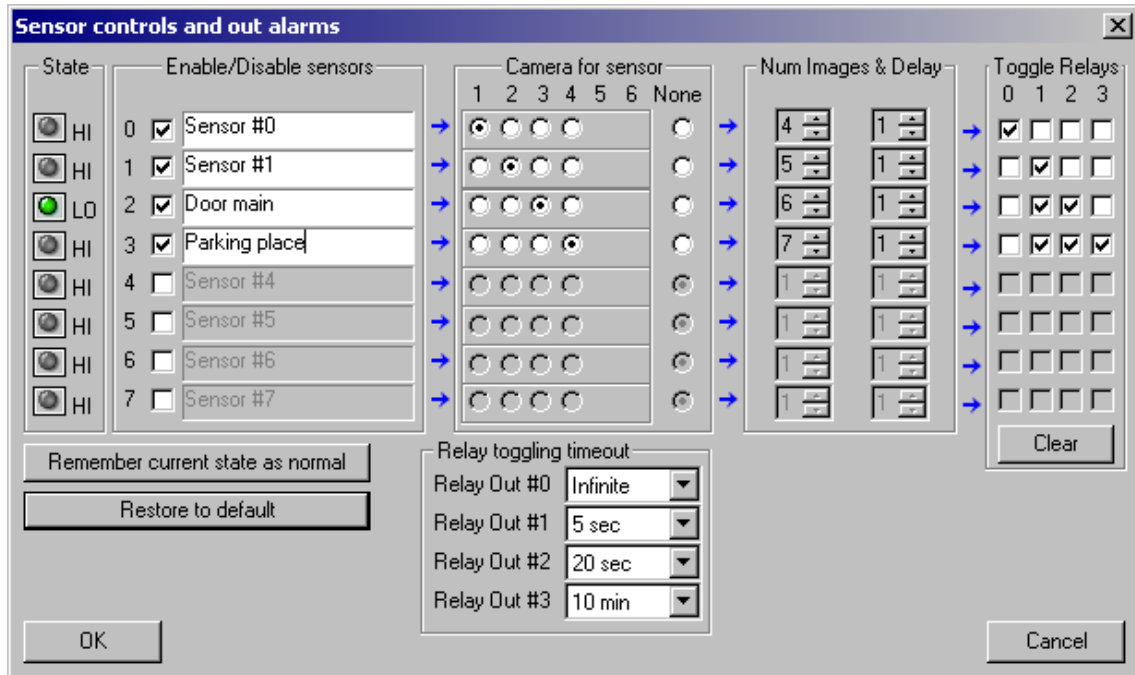 Sensor controls and out alarms
State Enable/Disable sensors Camera for sensor Num Images & Delay Toggle Relays
1 2 3 4 5 6 None 0 1 2 3
HI 0 Sensor #0 4 1
HI 1 Sensor #1 5 1
LO 2 Door main 6 1
HI 3 Parking place 7 1
HI 4 Sensor #4 1 1
HI 5 Sensor #5 1 1
HI 6 Sensor #6 1 1
HI 7 Sensor #7 1 1
Clear
Remember current state as normal
Restore to default
Relay toggling timeout
Relay Out #0 Infinite
Relay Out #1 5 sec
Relay Out #2 20 sec
Relay Out #3 10 min
OK Cancel